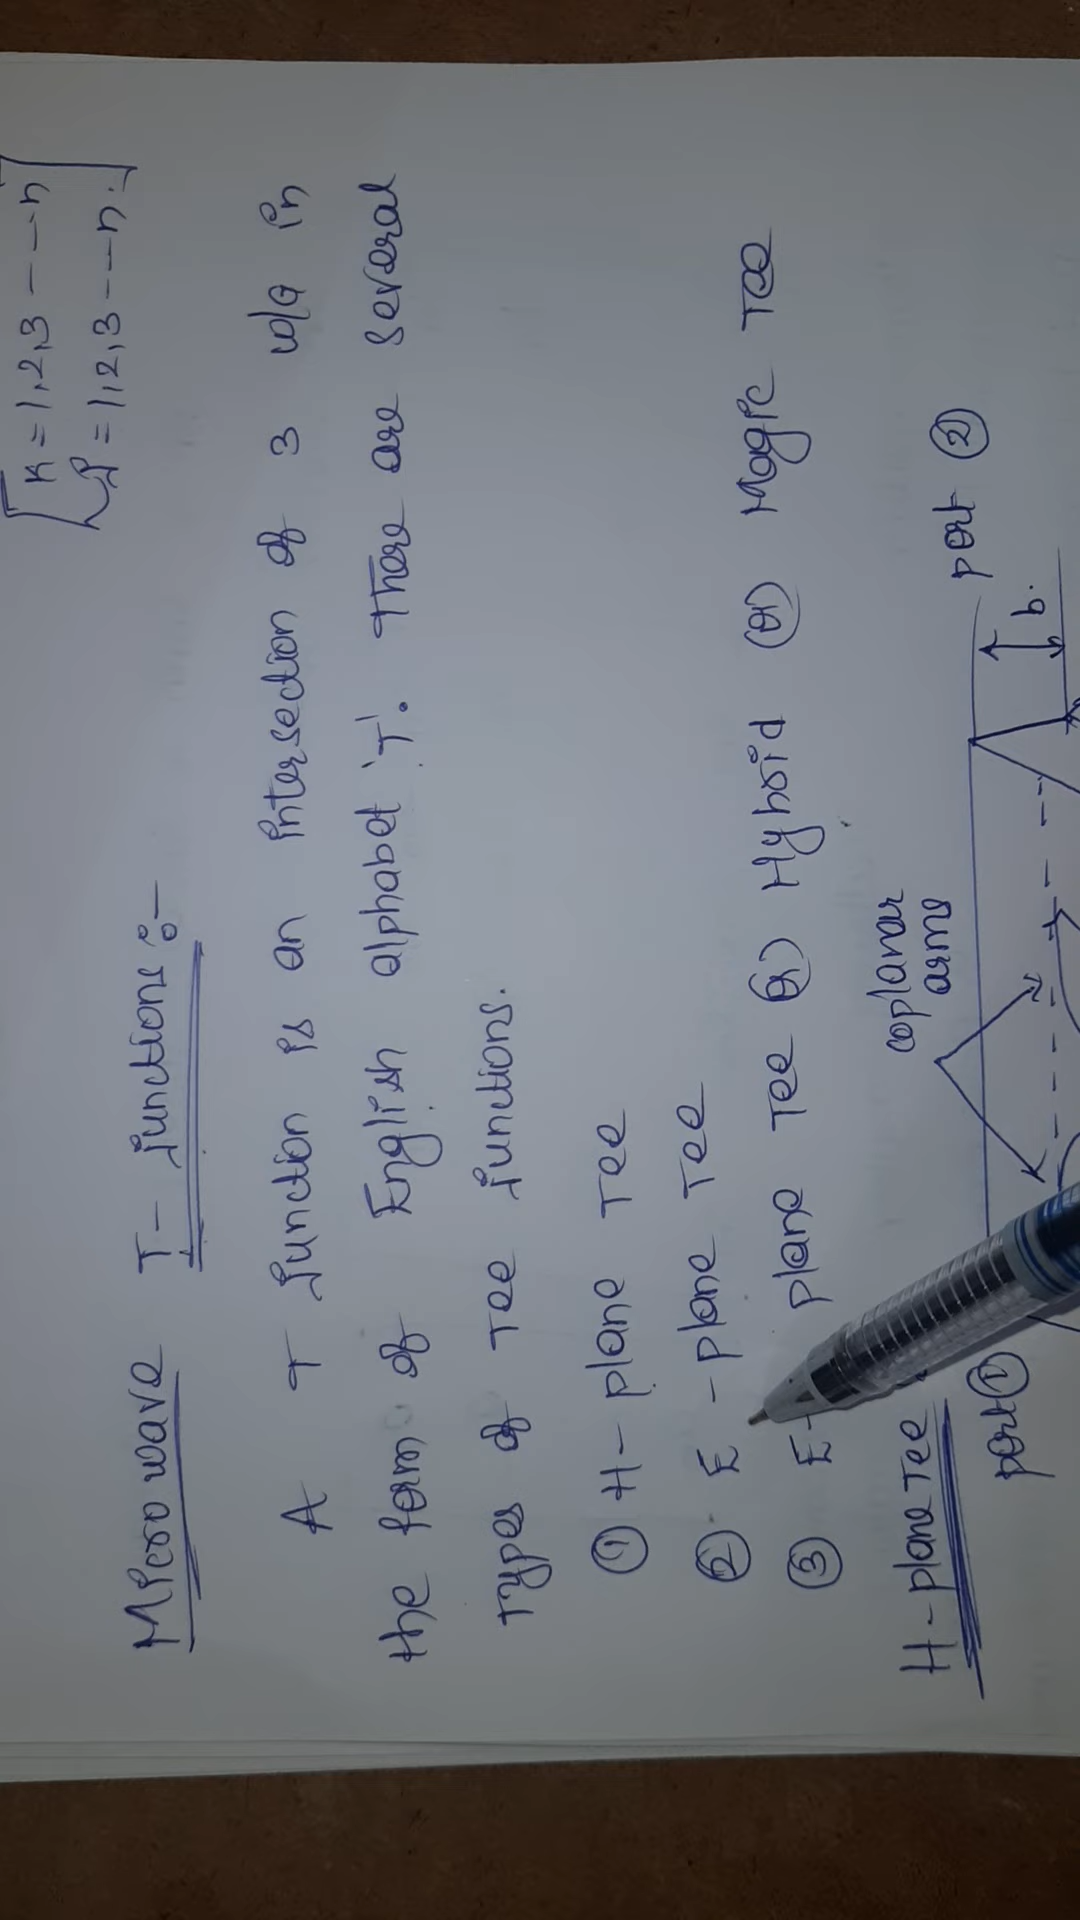 [K = 1,2,3 --- n
j = 1,2,3 --- n.]
Microwave T- junctions :-
A T junction is an intersection of 3 w/g in
the form of English alphabet 'T'. There are several
types of Tee junctions.
① H - plane Tee
② E - plane Tee
③ E- plane Tee (or) Hybrid (or) Magic Tee
H - plane Tee
coplanar
arms
port ①
port ②
b.